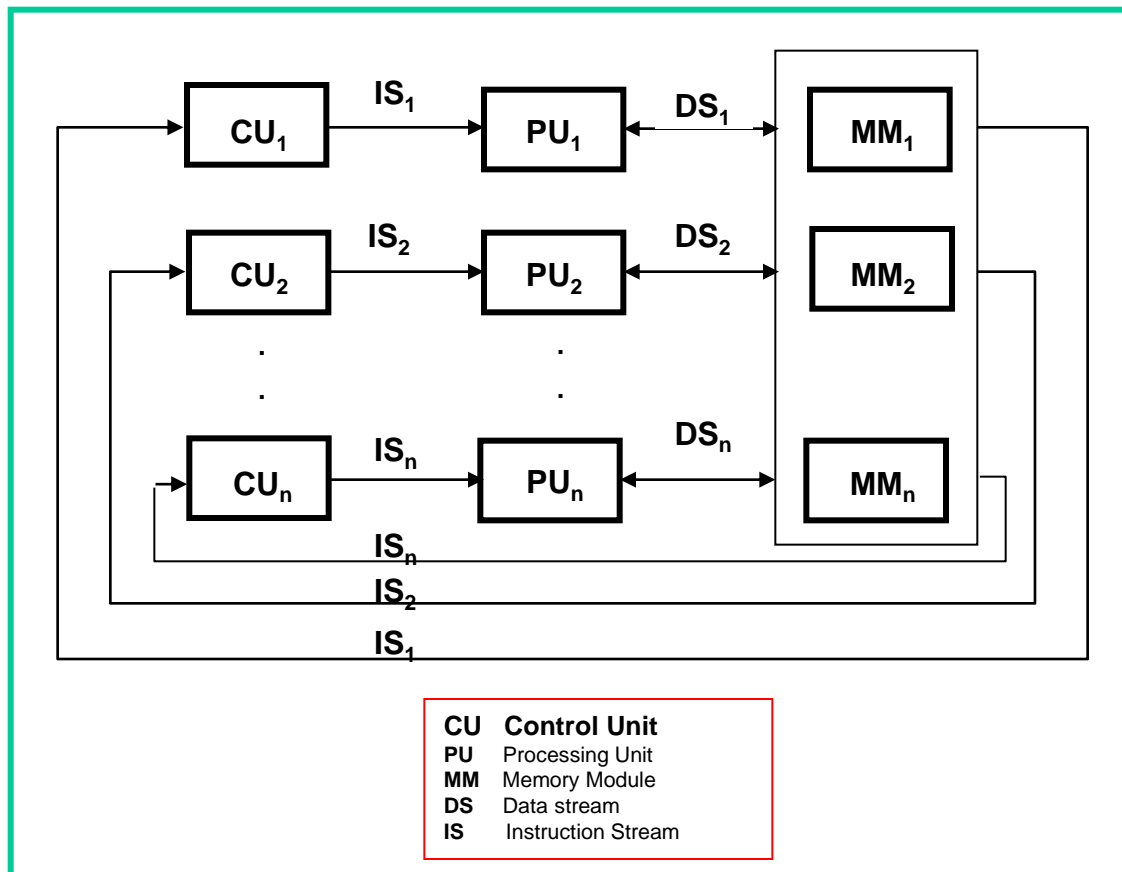 IS₁ DS₁
CU₁ PU₁ MM₁
IS₂ DS₂
CU₂ PU₂ MM₂
. .
. .
ISₙ DSₙ
CUₙ PUₙ MMₙ
ISₙ
IS₂
IS₁
CU Control Unit
PU Processing Unit
MM Memory Module
DS Data stream
IS Instruction Stream